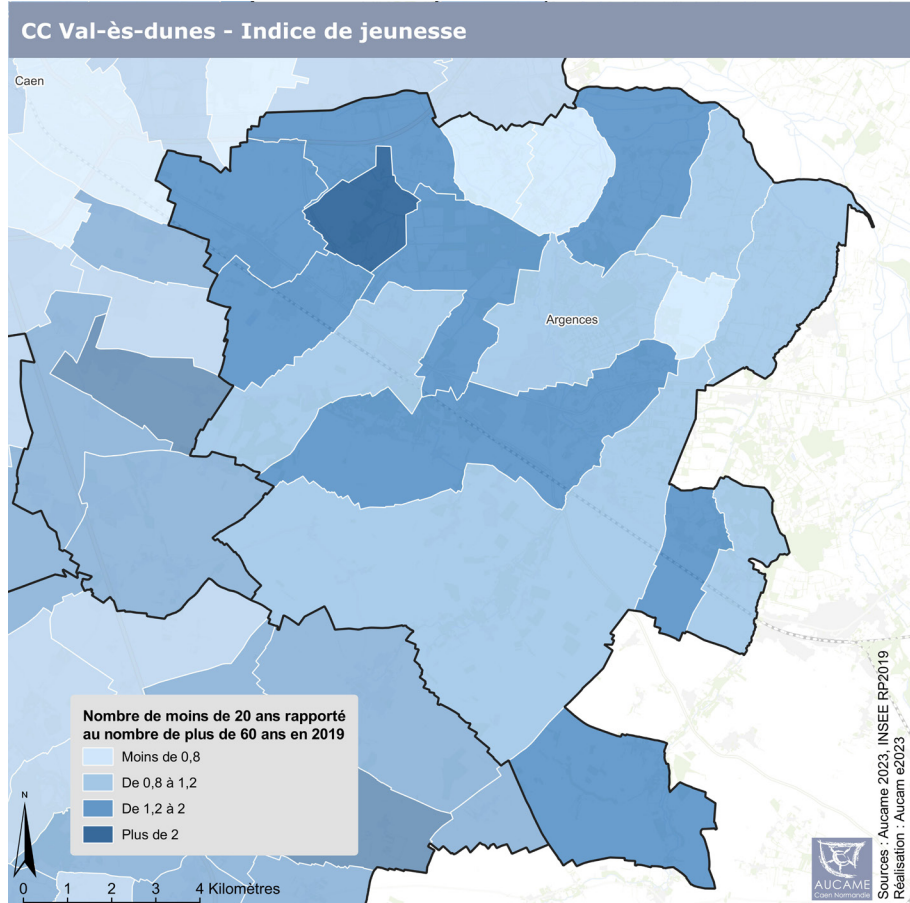 CC Val-ès-dunes - Indice de jeunesse
Caen
Argences
Nombre de moins de 20 ans rapporté
au nombre de plus de 60 ans en 2019
Moins de 0,8
De 0,8 à 1,2
De 1,2 à 2
Plus de 2
N
0 1 2 3 4 Kilomètres
AUCAME
Caen Normandie
Sources : Aucame 2023, INSEE RP2019
Réalisation : Aucam e2023